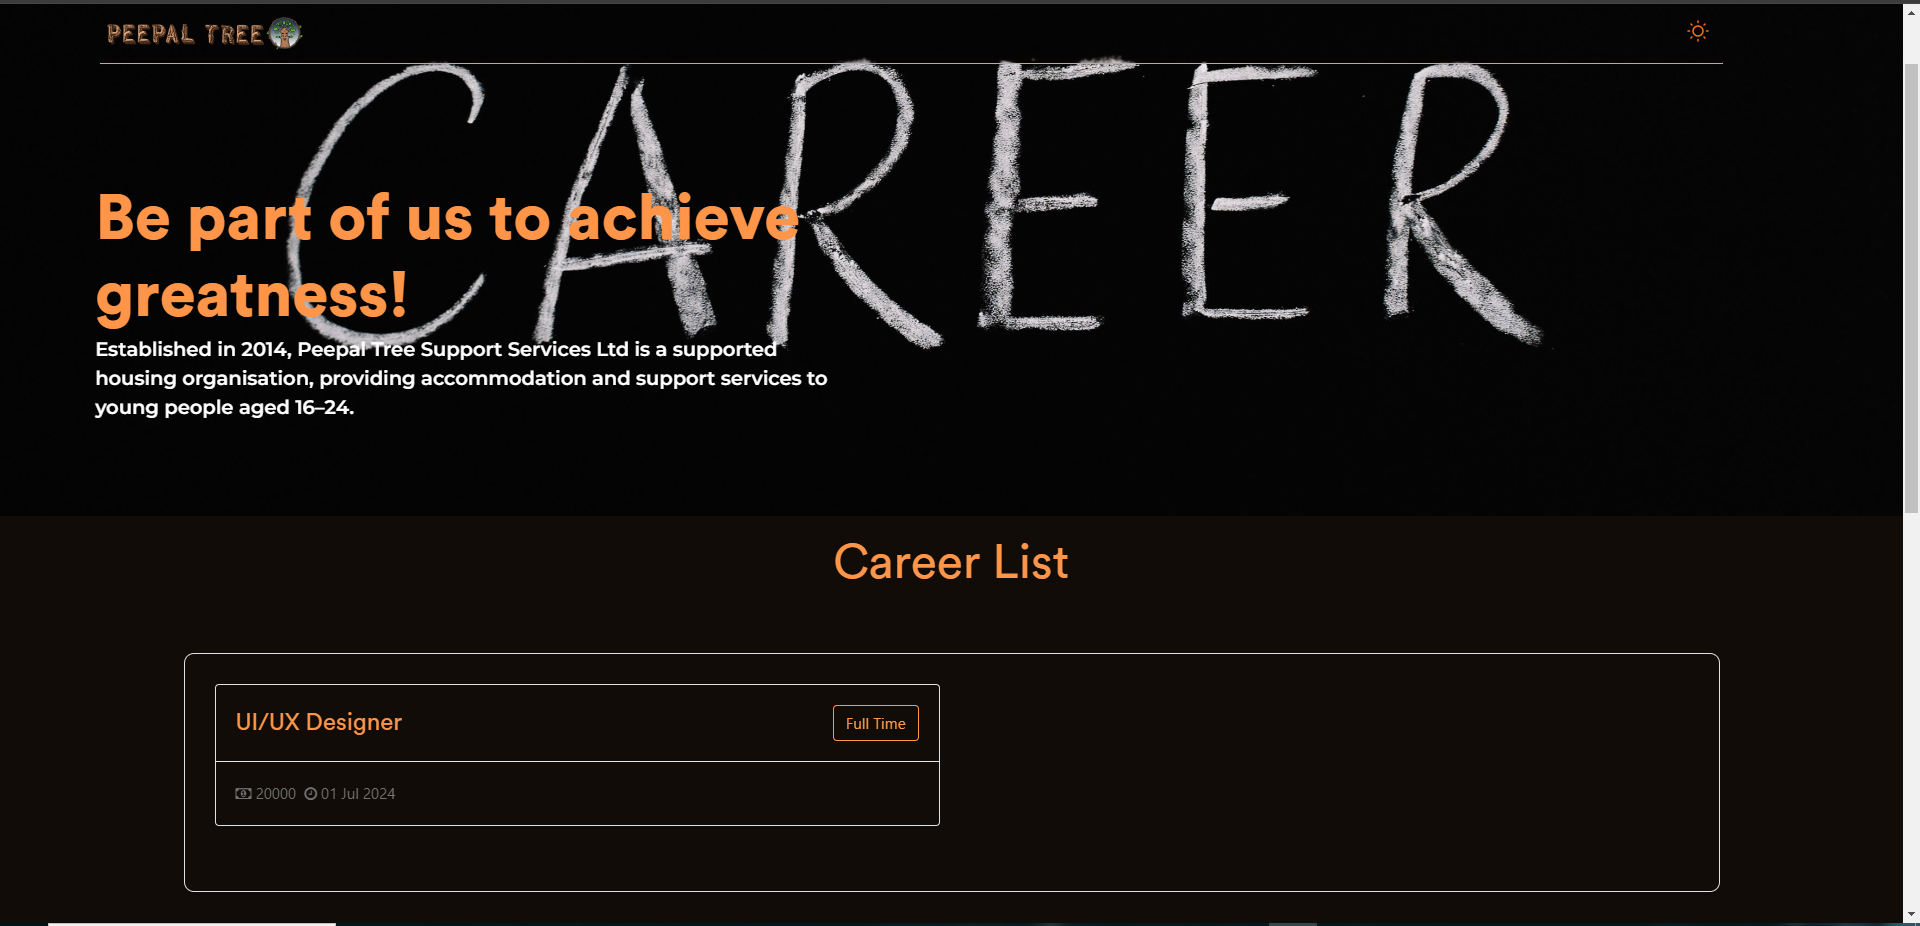 PEEPAL TREE
CAREER
Be part of us to achieve
greatness!
Established in 2014, Peepal Tree Support Services Ltd is a supported
housing organisation, providing accommodation and support services to
young people aged 16–24.
Career List
UI/UX Designer
Full Time
20000 01 Jul 2024